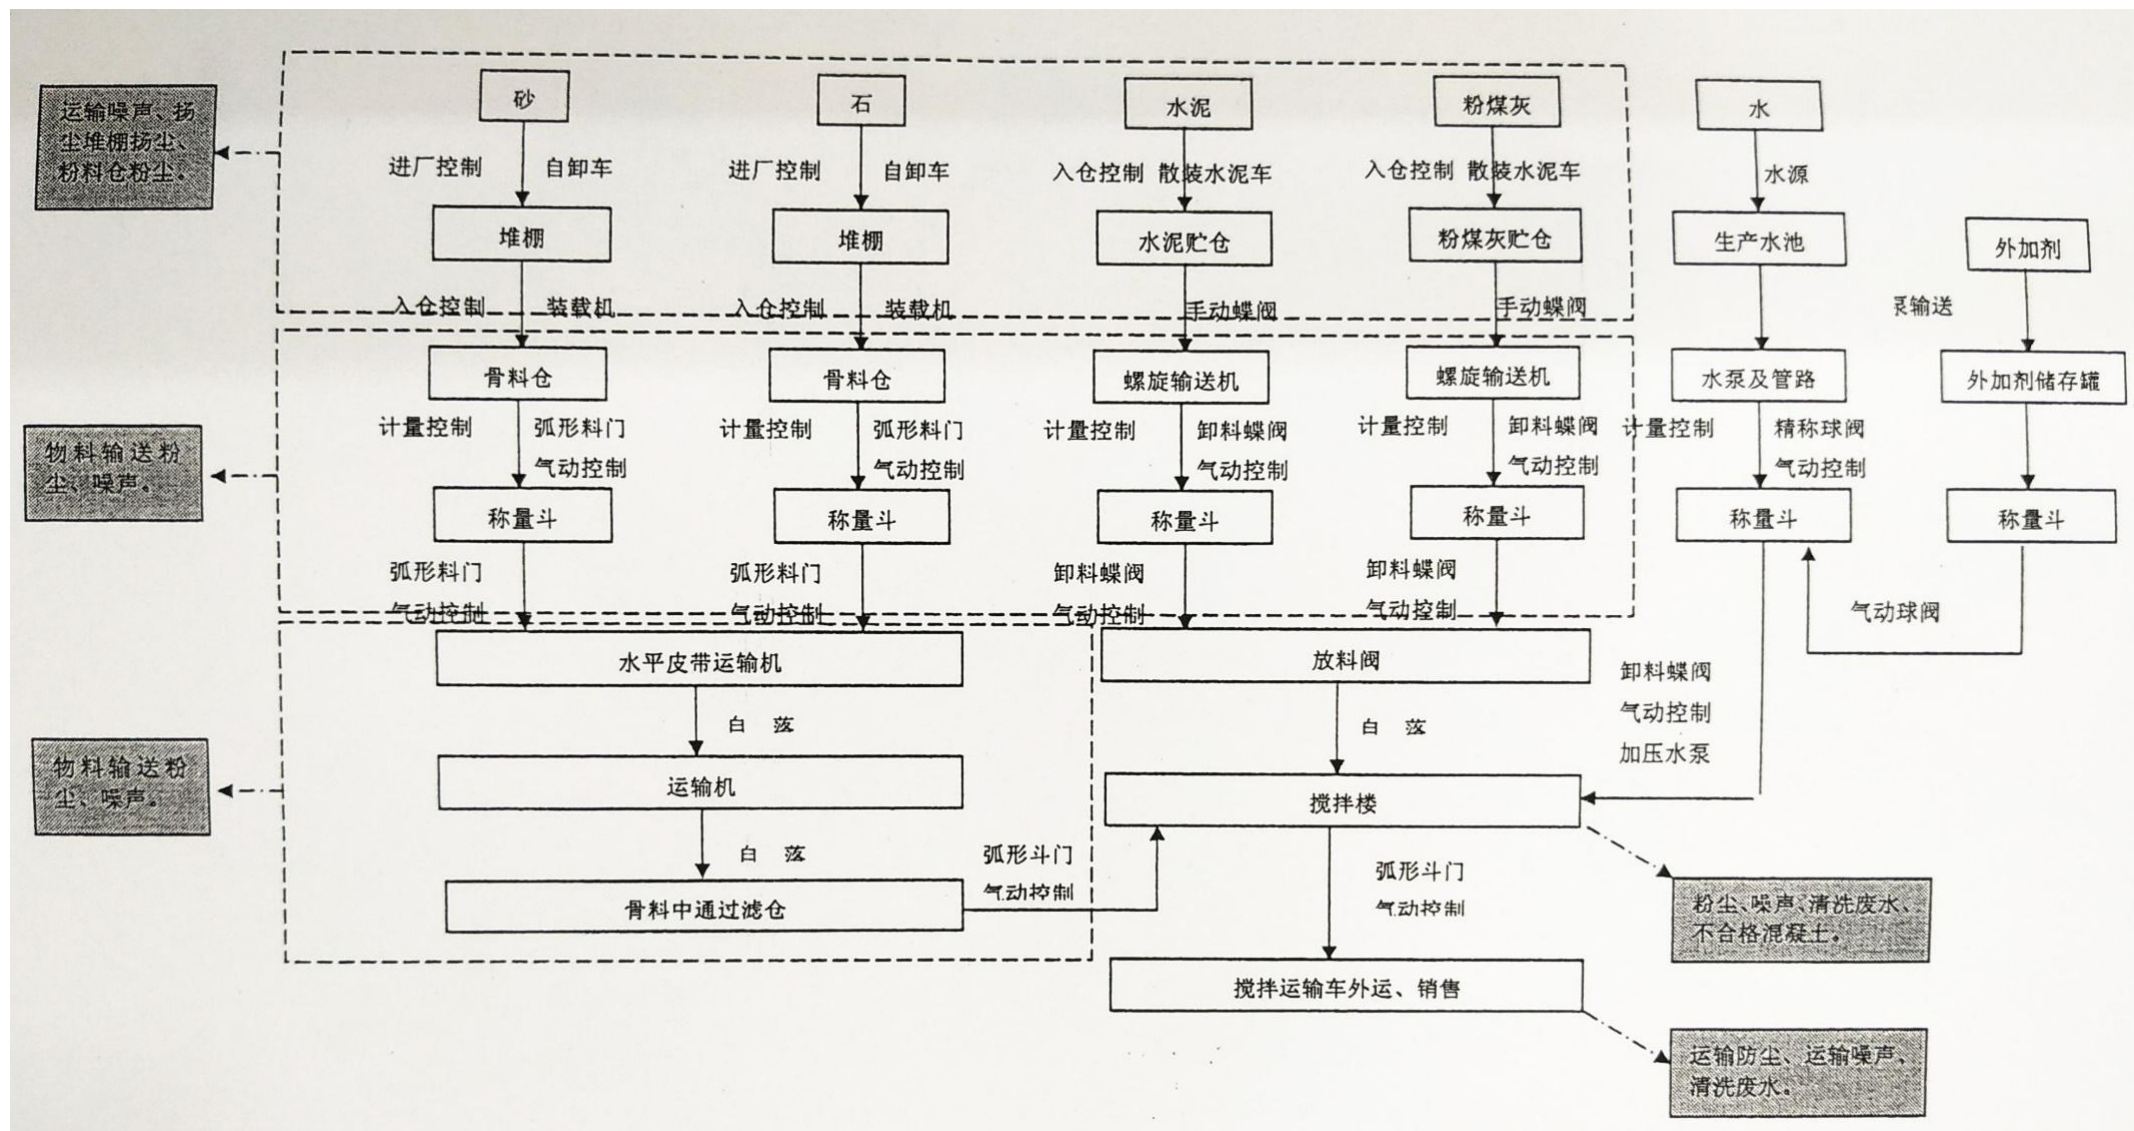 砂
石
水泥
粉煤灰
水
运输噪声、扬
尘堆棚扬尘、
粉料仓粉尘。
进厂控制
自卸车
进厂控制
自卸车
入仓控制
散装水泥车
入仓控制
散装水泥车
水源
堆棚
堆棚
水泥贮仓
粉煤灰贮仓
生产水池
外加剂
入仓控制
装载机
入仓控制
装载机
手动蝶阀
手动蝶阀
泵输送
骨料仓
骨料仓
螺旋输送机
螺旋输送机
水泵及管路
外加剂储存罐
物料输送粉
尘、噪声。
计量控制
弧形料门
气动控制
计量控制
弧形料门
气动控制
计量控制
卸料蝶阀
气动控制
计量控制
卸料蝶阀
气动控制
计量控制
精称球阀
气动控制
称量斗
称量斗
称量斗
称量斗
称量斗
称量斗
弧形料门
气动控制
弧形料门
气动控制
卸料蝶阀
气动控制
卸料蝶阀
气动控制
气动球阀
水平皮带运输机
放料阀
卸料蝶阀
气动控制
加压水泵
白 落
白 落
物料输送粉
尘、噪声。
运输机
搅拌楼
白 落
弧形斗门
气动控制
弧形斗门
气动控制
骨料中通过滤仓
粉尘、噪声、清洗废水、
不合格混凝土。
搅拌运输车外运、销售
运输防尘、运输噪声、
清洗废水。